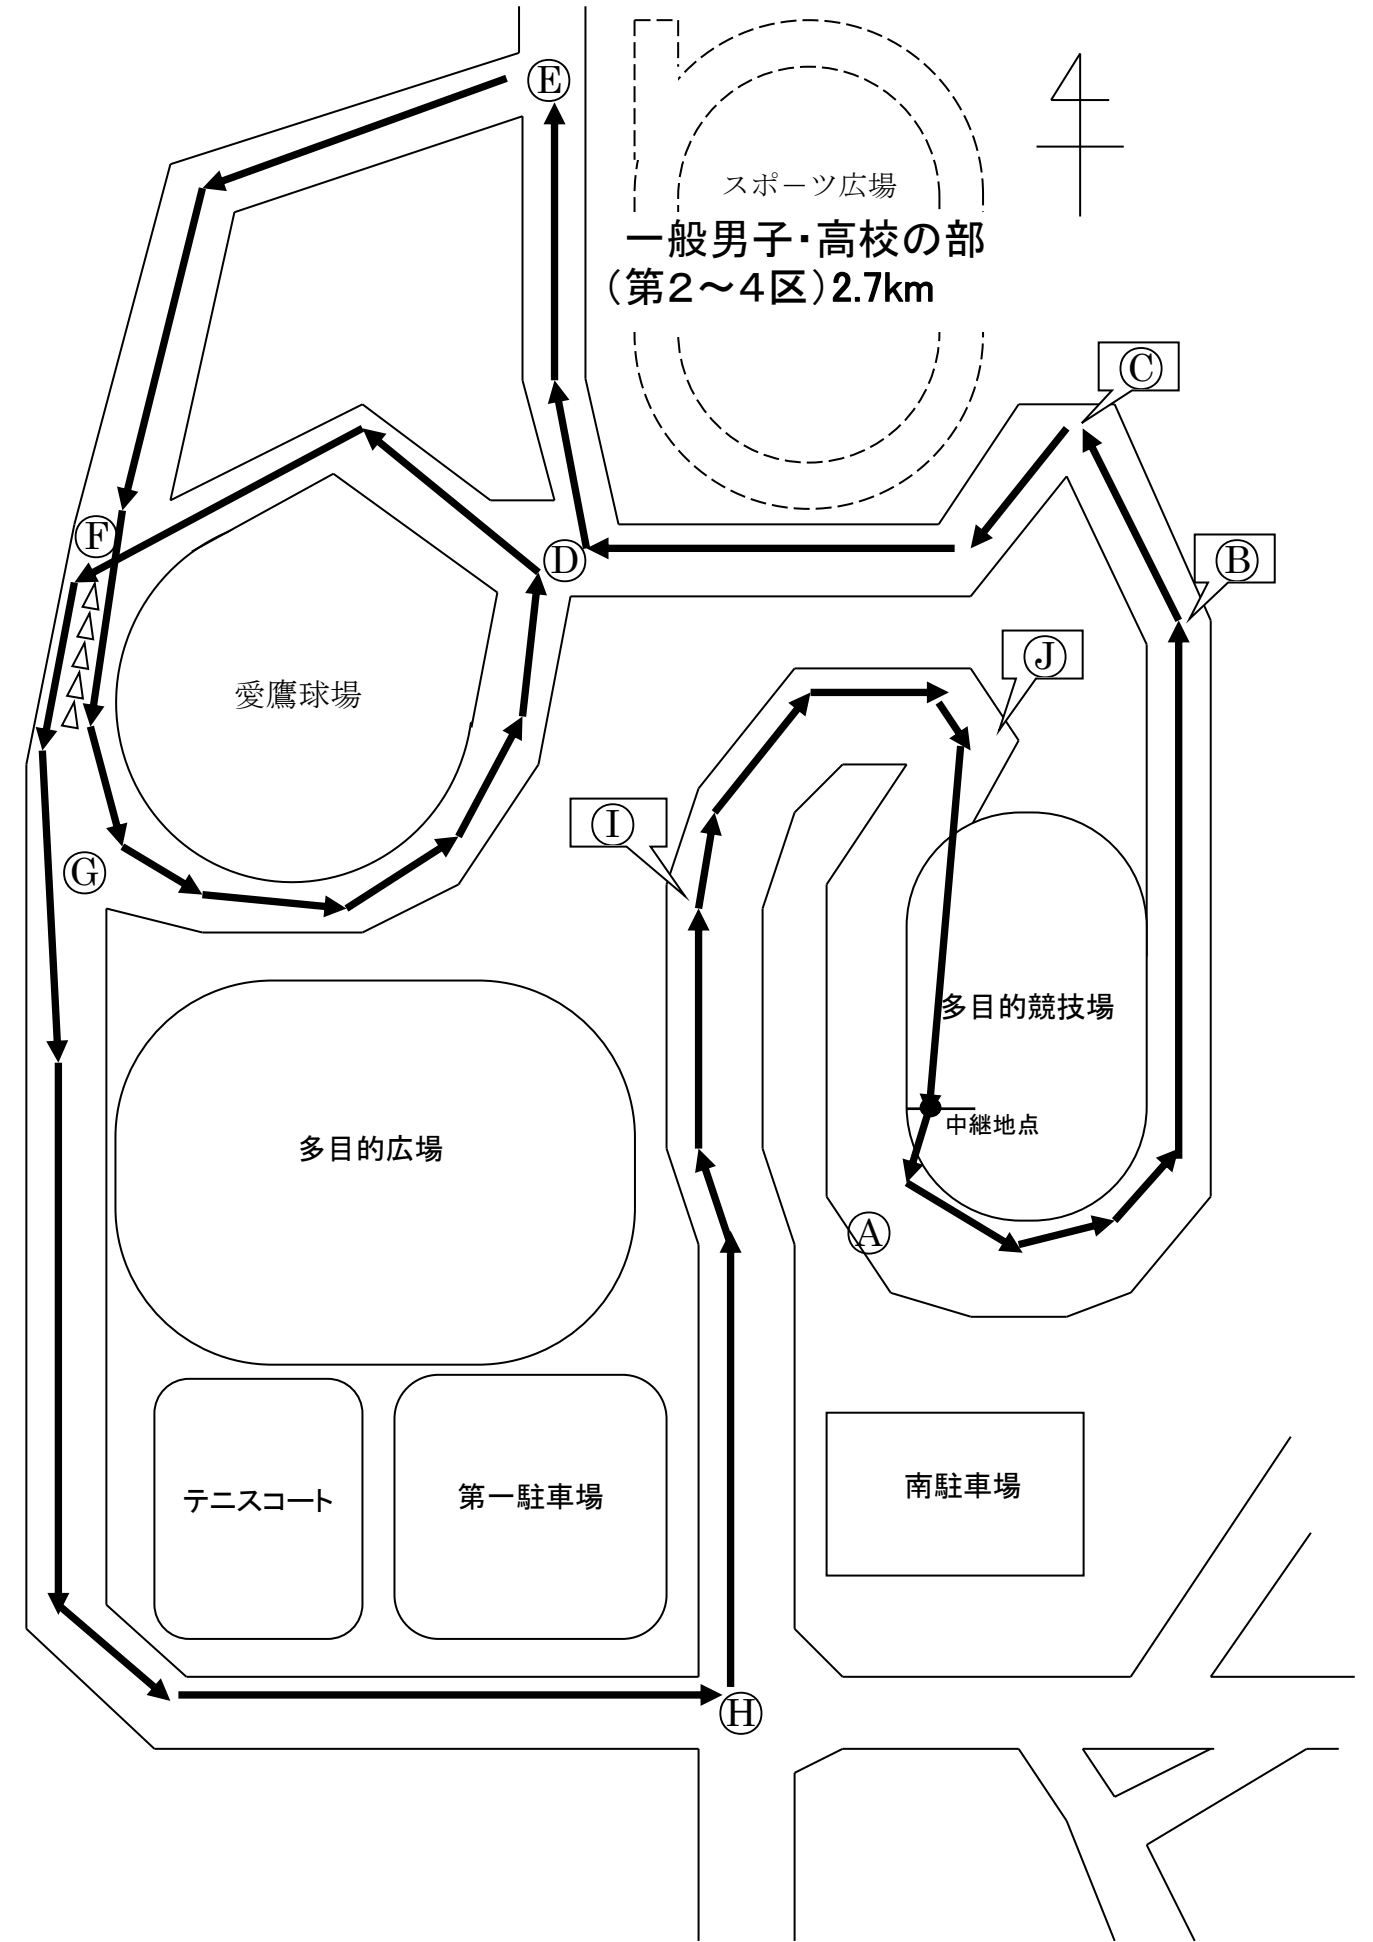 Ⓔ
スポーツ広場
一般男子・高校の部
（第２～４区）2.7km
Ⓒ
Ⓕ
Ⓓ
Ⓑ
Ⓙ
愛鷹球場
Ⓘ
Ⓖ
多目的競技場
中継地点
多目的広場
Ⓐ
テニスコート
第一駐車場
南駐車場
Ⓗ